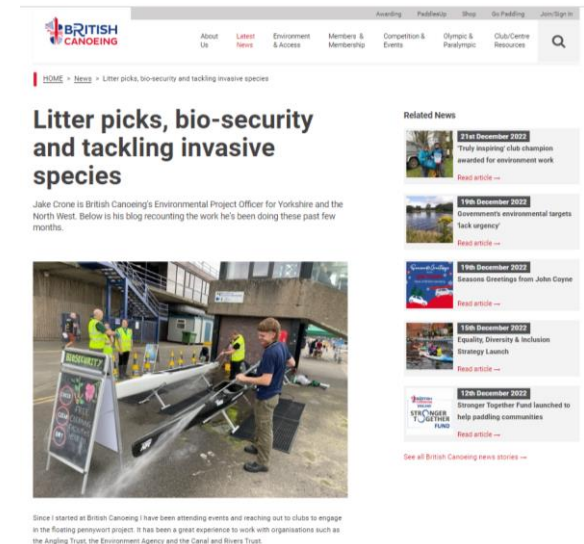 Awarding PaddleUp Shop Go Paddling Join/Sign in
BRITISH
CANOEING
About Us
Latest News
Environment & Access
Members & Membership
Competition & Events
Olympic & Paralympic
Club/Centre Resources
HOME > News > Litter picks, bio-security and tackling invasive species
Litter picks, bio-security
and tackling invasive
species
Jake Crone is British Canoeing's Environmental Project Officer for Yorkshire and the
North West. Below is his blog recounting the work he's been doing these past few
months.
BIOSECURITY
CHECK
CLEAN
DRY
Since I started at British Canoeing I have been attending events and reaching out to clubs to engage
in the floating pennywort project. It has been a great experience to work with organisations such as
the Angling Trust, the Environment Agency and the Canal and Rivers Trust.
Related News
21st December 2022
'Truly inspiring' club champion
awarded for environment work
Read article →
19th December 2022
Government's environmental targets
'lack urgency'
Read article →
19th December 2022
Seasons Greetings from John Coyne
Read article →
15th December 2022
Equality, Diversity & Inclusion
Strategy Launch
Read article →
BRITISH
CANOEING
STRONGER
TOGETHER
FUND
12th December 2022
Stronger Together Fund launched to
help paddling communities
Read article →
See all British Canoeing news stories →